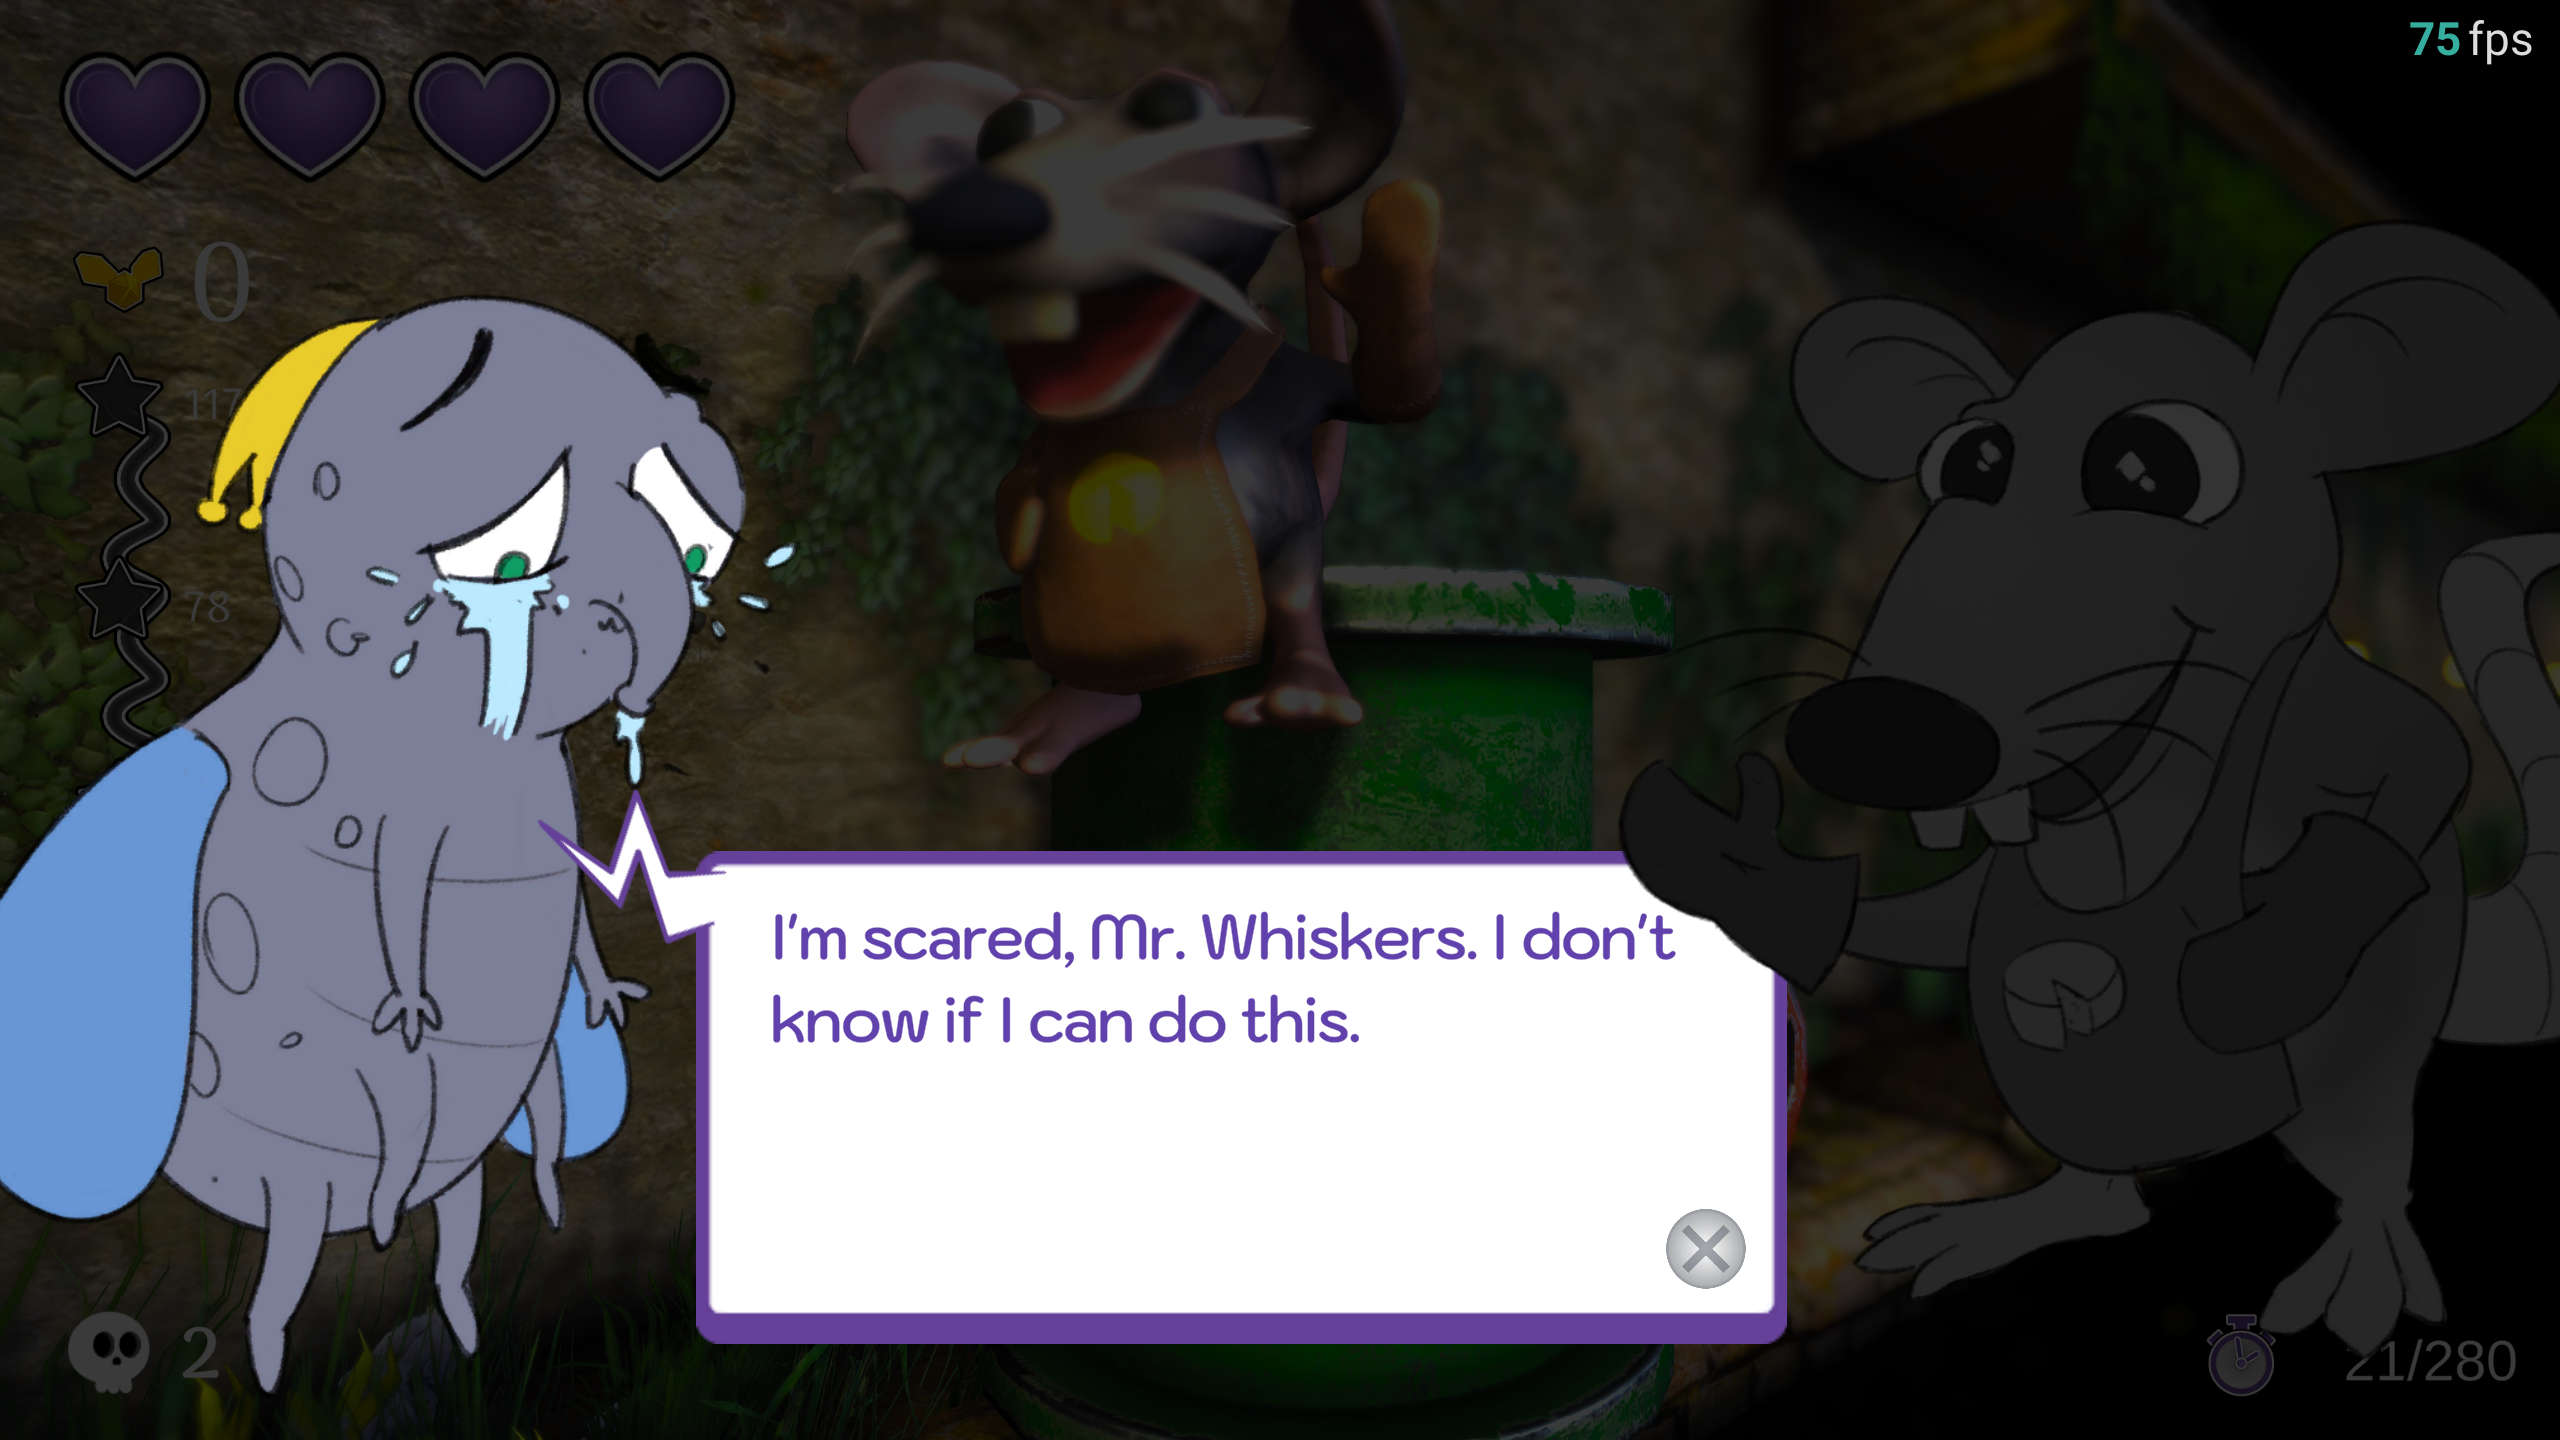 75 fps
0
117
78
I'm scared, Mr. Whiskers. I don't
know if I can do this.
2
21/280